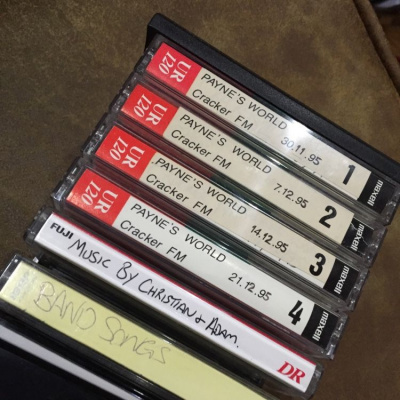 UR 120
PAYNE'S WORLD
Cracker FM
30.11.95
1
maxell
UR 120
PAYNE'S WORLD
Cracker FM
7.12.95
2
maxell
UR 120
PAYNE'S WORLD
Cracker FM
14.12.95
3
maxell
UR 120
PAYNE'S WORLD
Cracker FM
21.12.95
4
maxell
FUJI
MUSIC BY CHRISTIAN & ADAM.
DR
BAND SONGS